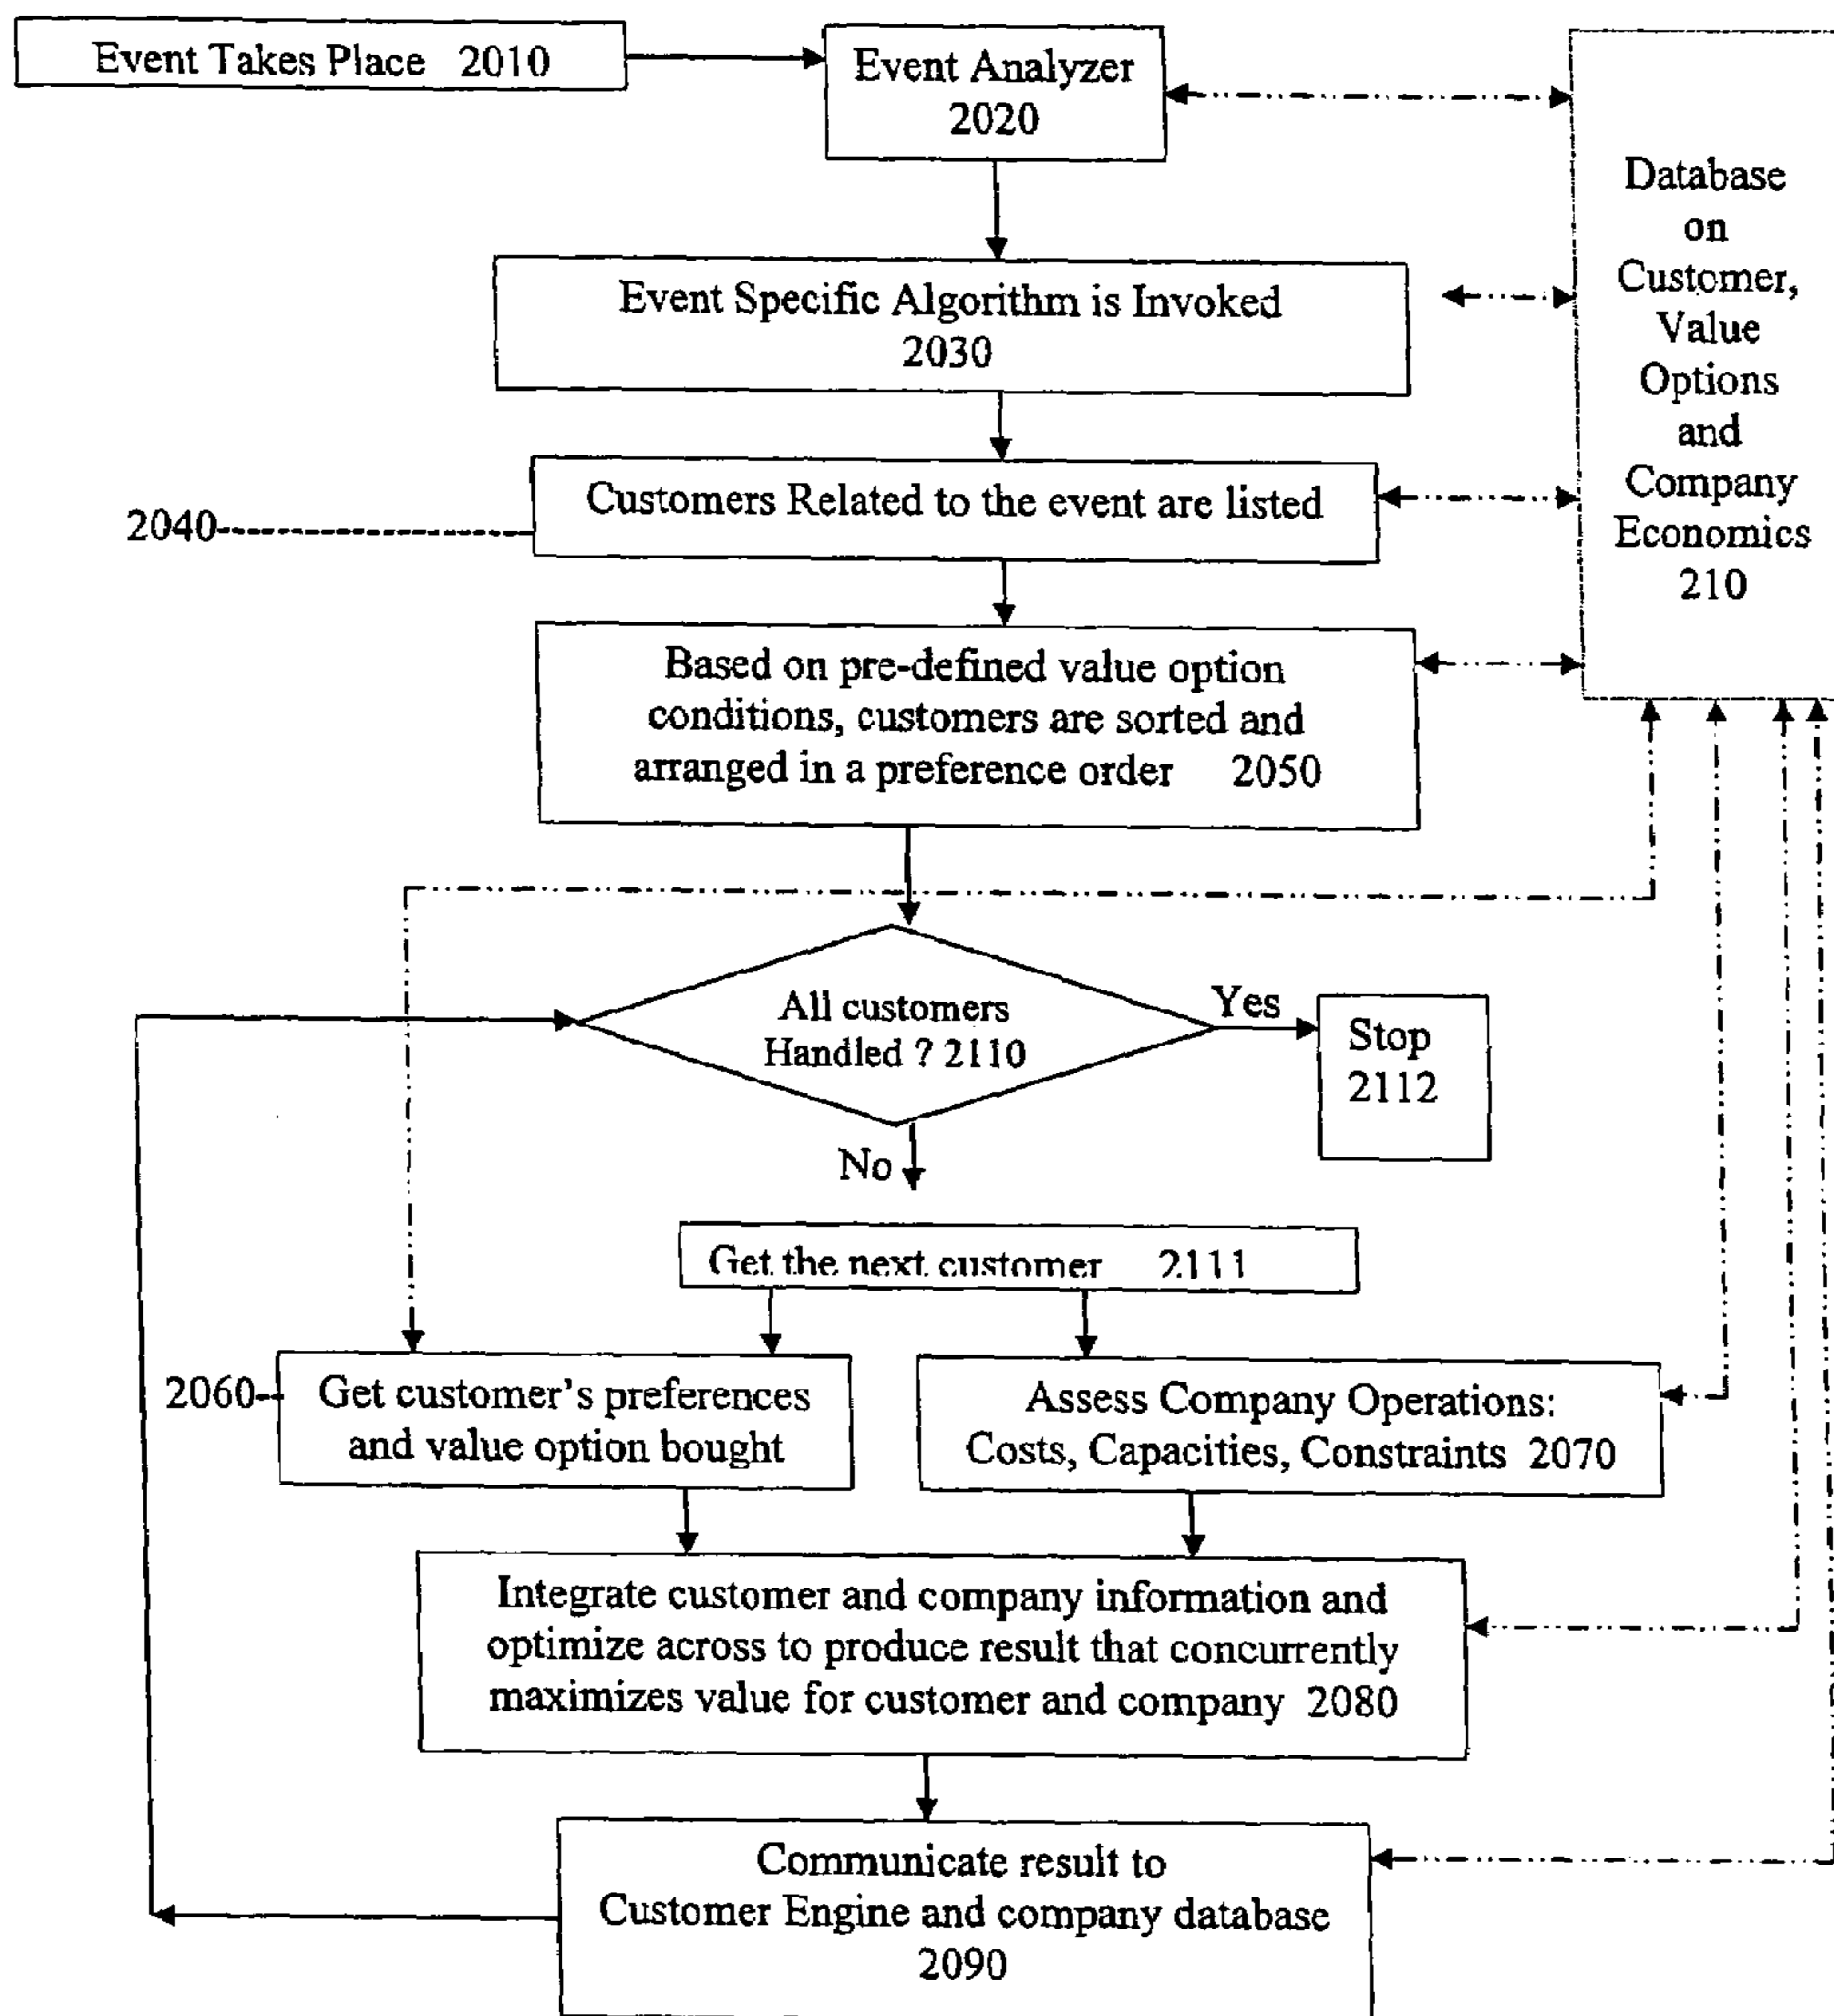 Event Takes Place 2010
Event Analyzer
2020
Database
on
Customer,
Value
Options
and
Company
Economics
210
Event Specific Algorithm is Invoked
2030
Customers Related to the event are listed
2040
Based on pre-defined value option
conditions, customers are sorted and
arranged in a preference order 2050
All customers
Handled ? 2110
Yes
Stop
2112
No
Get the next customer 2111
2060
Get customer's preferences
and value option bought
Assess Company Operations:
Costs, Capacities, Constraints 2070
Integrate customer and company information and
optimize across to produce result that concurrently
maximizes value for customer and company 2080
Communicate result to
Customer Engine and company database
2090